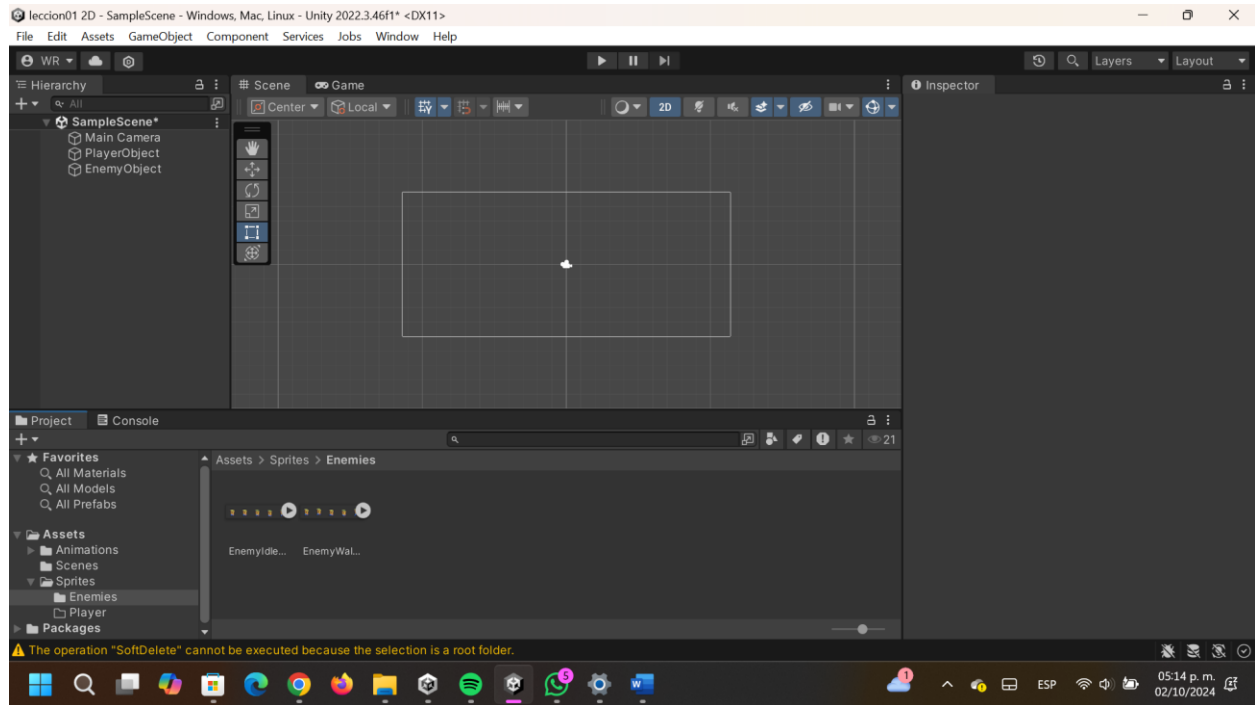 leccion01 2D - SampleScene - Windows, Mac, Linux - Unity 2022.3.46f1* <DX11>
File Edit Assets GameObject Component Services Jobs Window Help
WR Layers Layout
Hierarchy # Scene Game Inspector
All Center Local 2D
SampleScene*
Main Camera
PlayerObject
EnemyObject
Project Console
21
Favorites Assets > Sprites > Enemies
All Materials
All Models
All Prefabs
Assets
Animations EnemyIdle... EnemyWal...
Scenes
Sprites
Enemies
Player
Packages
The operation "SoftDelete" cannot be executed because the selection is a root folder.
5 1 ESP 05:14 p. m.
02/10/2024